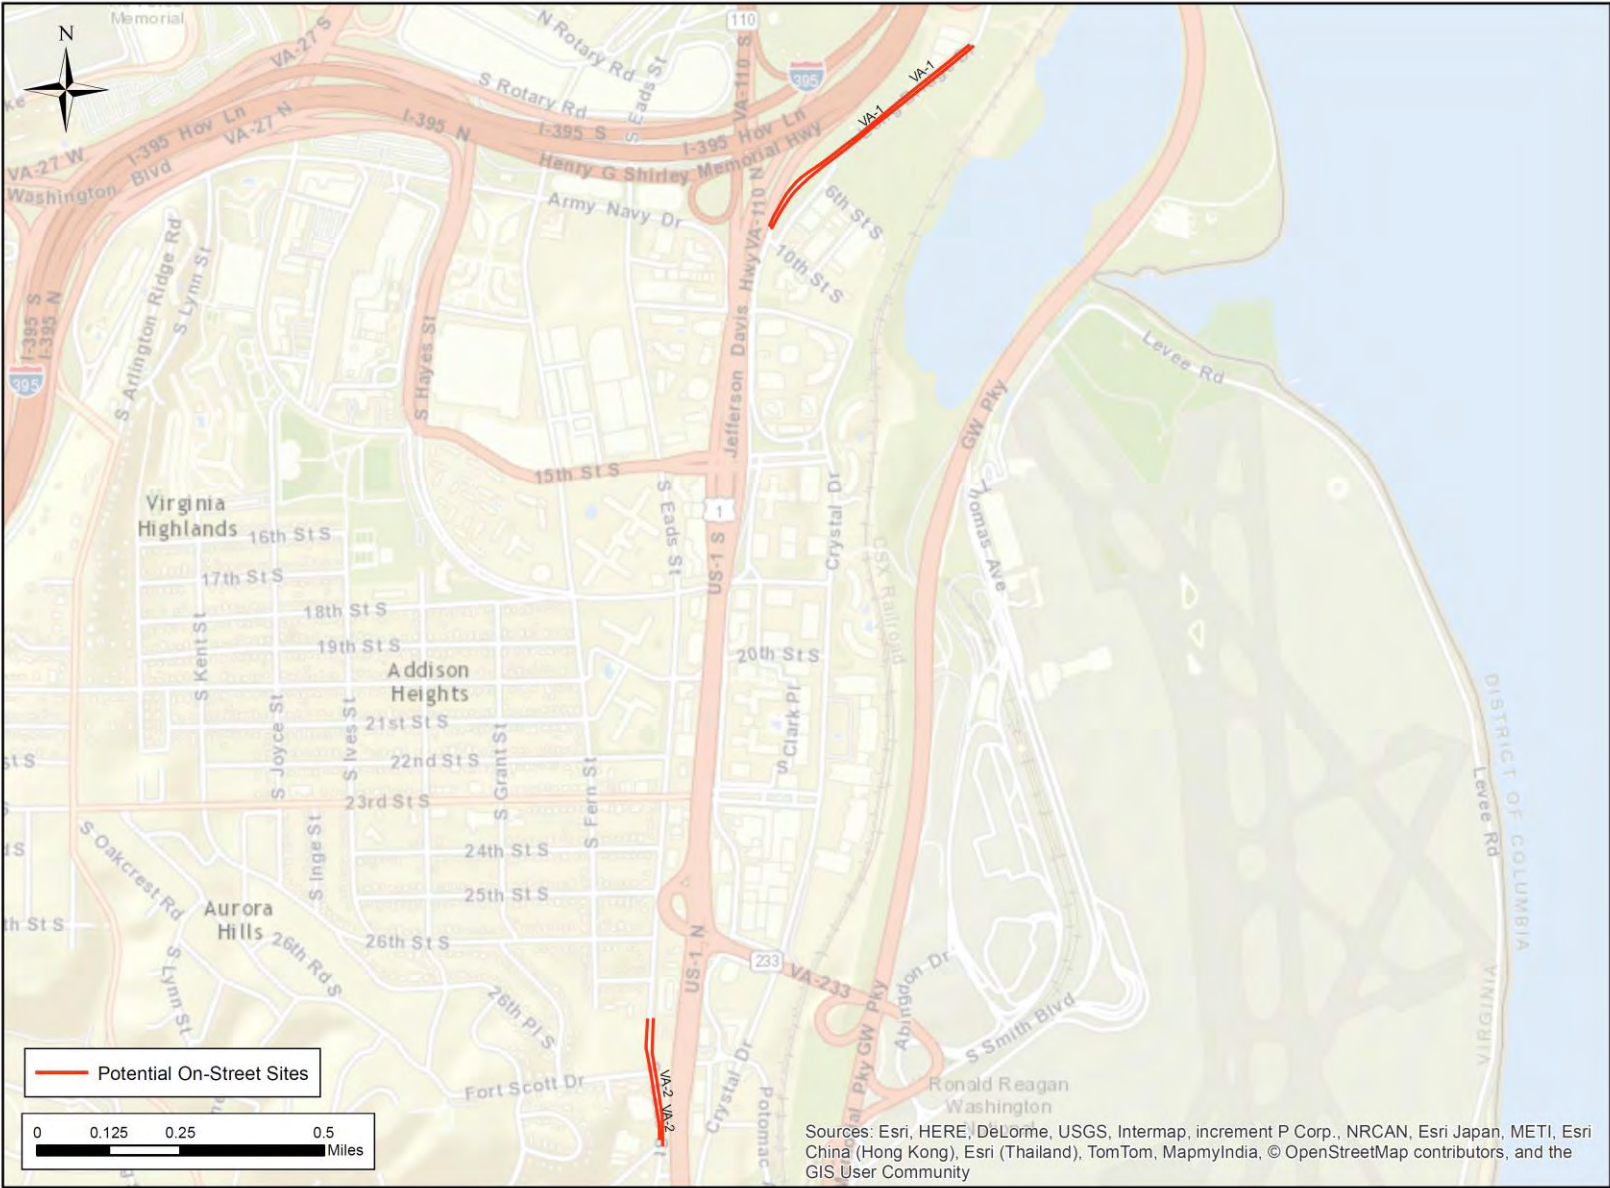 Memorial
N
VA-27 S
N Rotary Rd
110
S Rotary Rd
S Eads St
VA-110 S
395
VA-1
VA-1
ke
I-395 Hov Ln
VA-27 N
I-395 N
I-395 S
I-395 Hov Ln
VA-27 W
Washington Blvd
Henry G Shirley Memorial Hwy
Army Navy Dr
VA-110 N
6th St S
10th St S
S Arlington Ridge Rd
S Lynn St
I-395 S
I-395 N
395
S Hayes St
Jefferson Davis Hwy
Levee Rd
GW Pky
15th St S
Virginia
Highlands
S Eads St
1
Crystal Dr
Thomas Ave
16th St S
17th St S
US-1 S
CSX Railroad
18th St S
19th St S
S Kent St
20th St S
Addison
Heights
S Joyce St
S Ives St
21st St S
S Clark Pl
S Grant St
22nd St S
st St S
S Fern St
23rd St S
DISTRICT OF COLUMBIA
Levee Rd
S Oakcrest Rd
S Inge St
24th St S
25th St S
Aurora
Hills
th St S
26th St S
26th Rd S
US-1 N
233
VA-233
S Lynn St
26th Pl S
Abingdon Dr
GW Pky
S Smith Blvd
VIRGINIA
Potential On-Street Sites
VA-2
VA-2
Fort Scott Dr
Crystal Dr
Potomac
Pky
Ronald Reagan
Washington
National
0 0.125 0.25 0.5
Miles
Sources: Esri, HERE, DeLorme, USGS, Intermap, increment P Corp., NRCAN, Esri Japan, METI, Esri
China (Hong Kong), Esri (Thailand), TomTom, MapmyIndia, © OpenStreetMap contributors, and the
GIS User Community